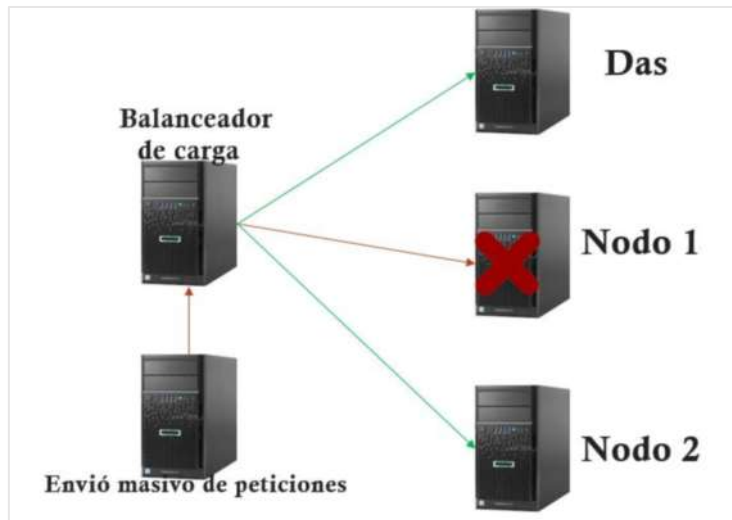 Das
Balanceador
de carga
Nodo 1
Nodo 2
Envió masivo de peticiones